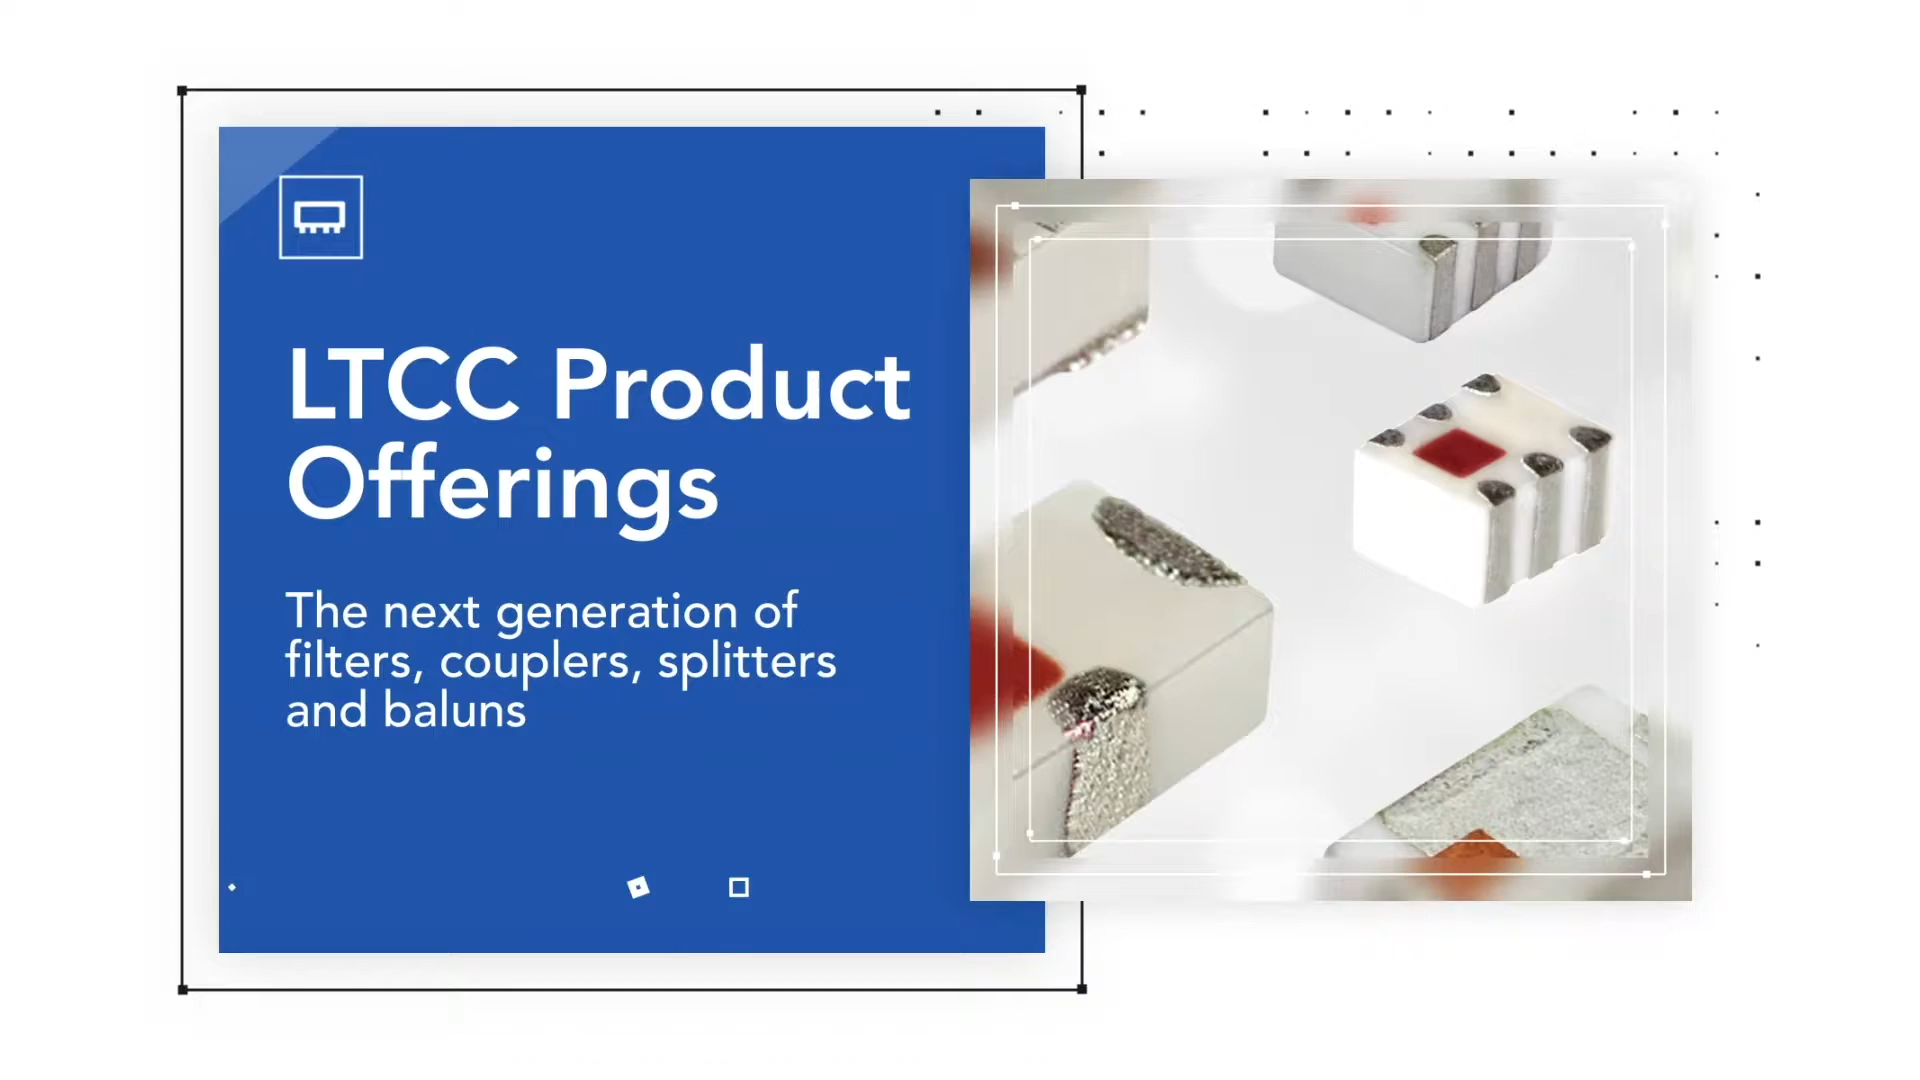 LTCC Product
Offerings
The next generation of
filters, couplers, splitters
and baluns